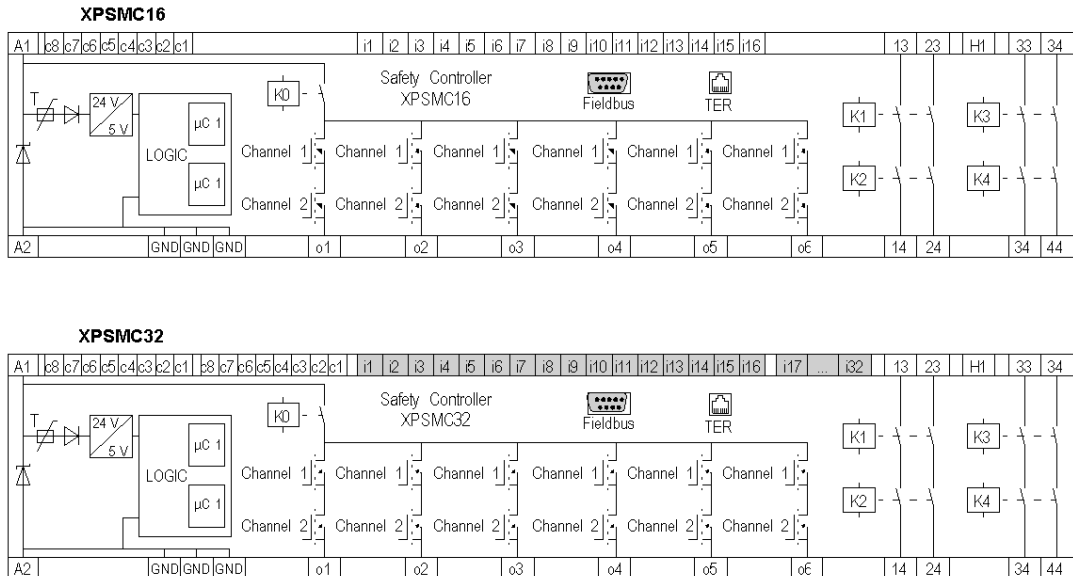 XPSMC16
A1 c8 c7 c6 c5 c4 c3 c2 c1 i1 i2 i3 i4 i5 i6 i7 i8 i9 i10 i11 i12 i13 i14 i15 i16 13 23 H1 33 34
Safety Controller
XPSMC16
Fieldbus
TER
T
24 V
5 V
LOGIC
µC 1
µC 1
K0
K1
K3
K2
K4
Channel 1 Channel 1 Channel 1 Channel 1 Channel 1 Channel 1
Channel 2 Channel 2 Channel 2 Channel 2 Channel 2 Channel 2
A2 GND GND GND o1 o2 o3 o4 o5 o6 14 24 34 44
XPSMC32
A1 c8 c7 c6 c5 c4 c3 c2 c1 c8 c7 c6 c5 c4 c3 c2 c1 i1 i2 i3 i4 i5 i6 i7 i8 i9 i10 i11 i12 i13 i14 i15 i16 i17 ... i32 13 23 H1 33 34
Safety Controller
XPSMC32
Fieldbus
TER
T
24 V
5 V
LOGIC
µC 1
µC 1
K0
K1
K3
K2
K4
Channel 1 Channel 1 Channel 1 Channel 1 Channel 1 Channel 1
Channel 2 Channel 2 Channel 2 Channel 2 Channel 2 Channel 2
A2 GND GND GND o1 o2 o3 o4 o5 o6 14 24 34 44